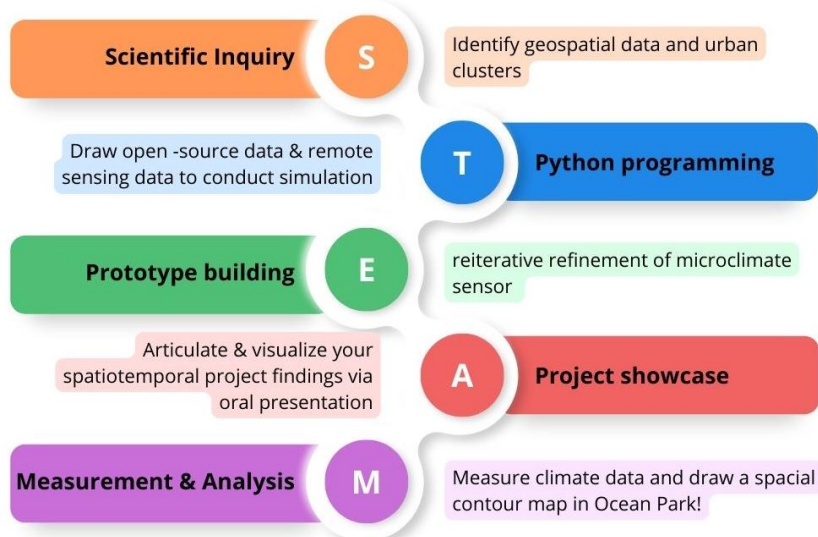 Scientific Inquiry
S
Identify geospatial data and urban
clusters
Draw open -source data & remote
sensing data to conduct simulation
T
Python programming
Prototype building
E
reiterative refinement of microclimate
sensor
Articulate & visualize your
spatiotemporal project findings via
oral presentation
A
Project showcase
Measurement & Analysis
M
Measure climate data and draw a spacial
contour map in Ocean Park!